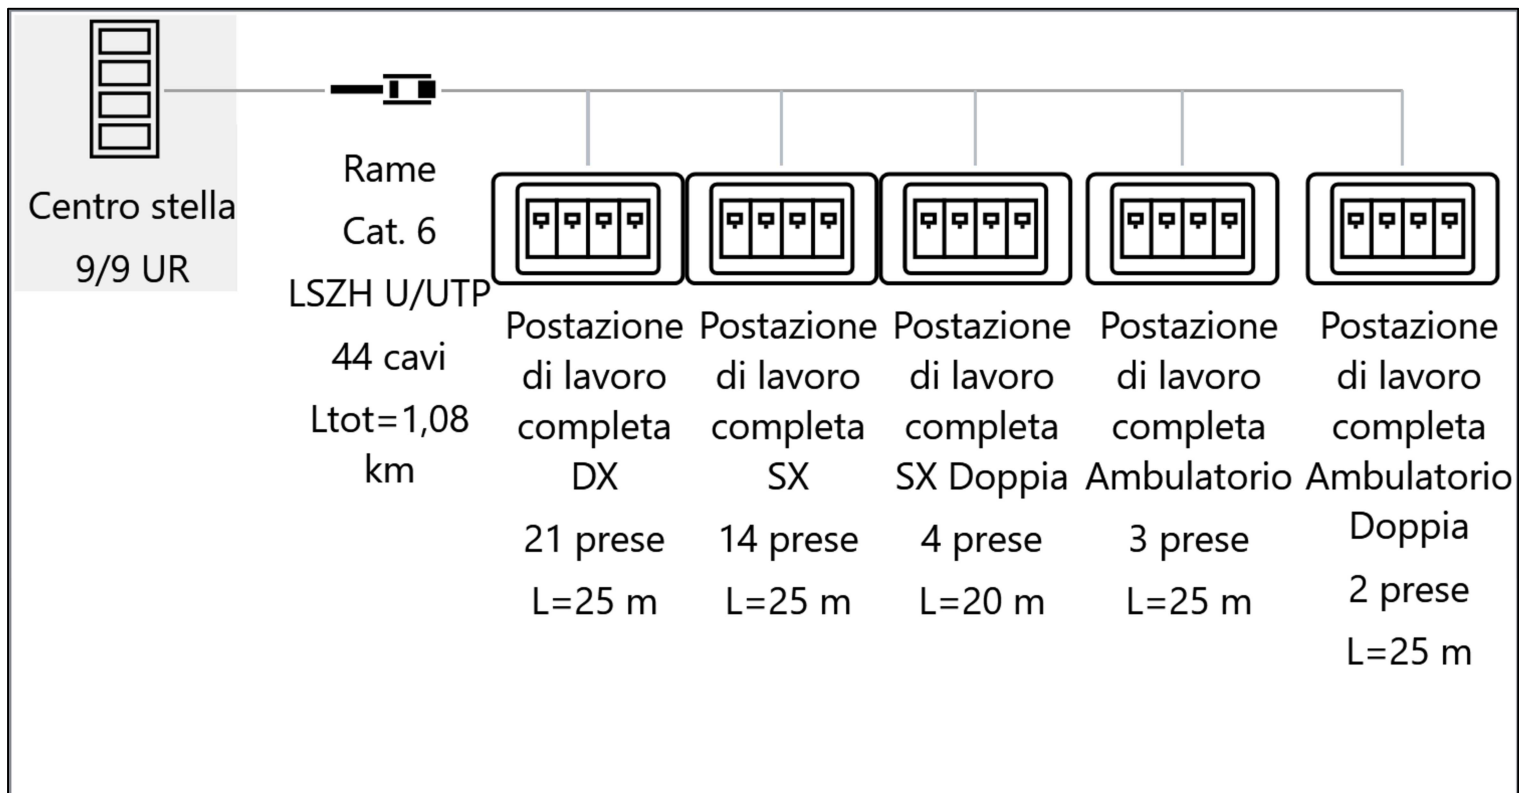 Centro stella
9/9 UR
Rame
Cat. 6
LSZH U/UTP
44 cavi
Ltot=1,08
km
Postazione
di lavoro
completa
DX
21 prese
L=25 m
Postazione
di lavoro
completa
SX
14 prese
L=25 m
Postazione
di lavoro
completa
SX Doppia
4 prese
L=20 m
Postazione
di lavoro
completa
Ambulatorio
3 prese
L=25 m
Postazione
di lavoro
completa
Ambulatorio
Doppia
2 prese
L=25 m